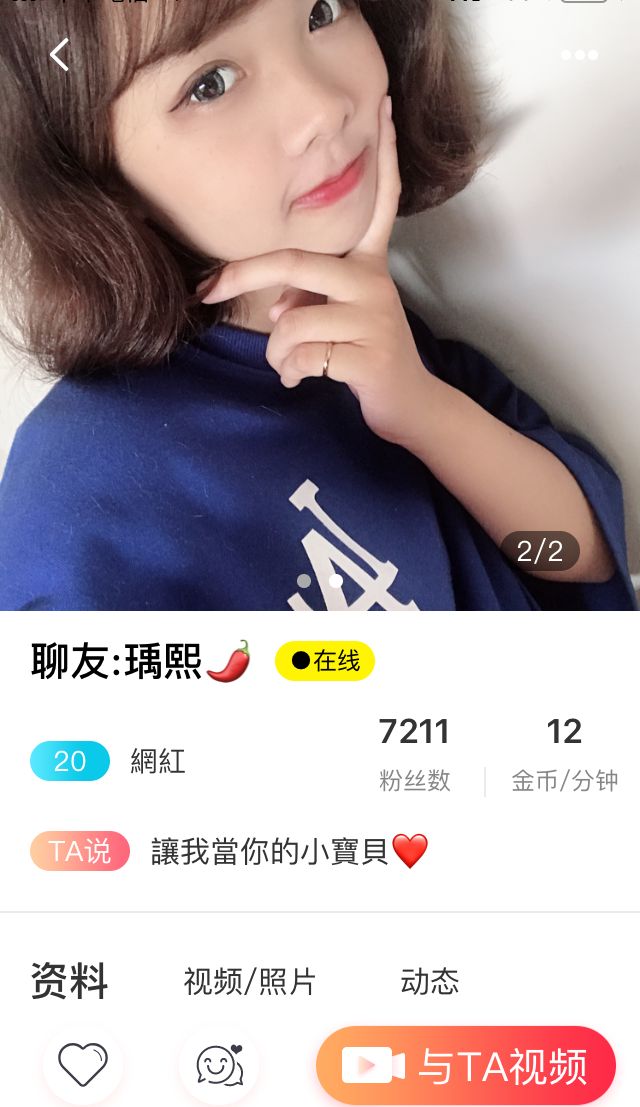 2/2
聊友:瑀熙🌶️ ●在线
7211 12
20 網紅
粉丝数 金币/分钟
TA说 讓我當你的小寶貝❤️
资料 视频/照片 动态
与TA视频